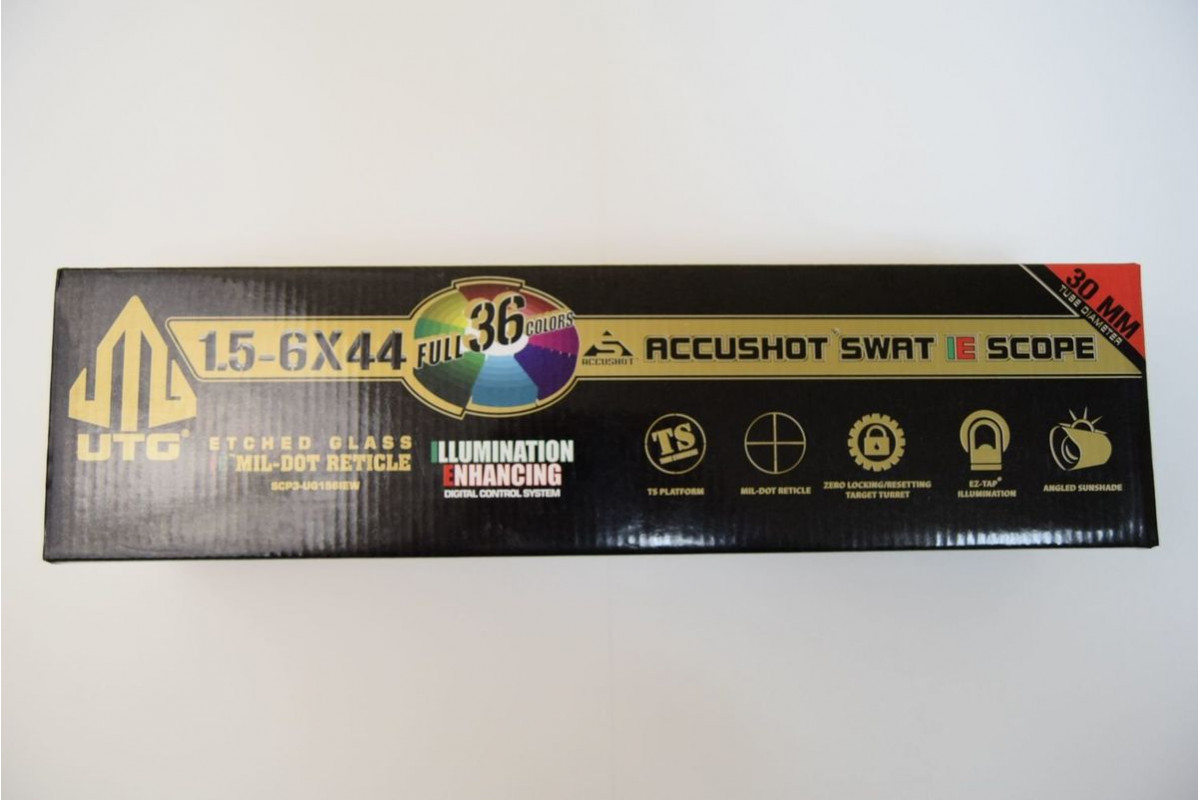 30 MM
TUBE DIAMETER
1.5-6X44
FULL 36 COLORS
ACCUSHOT
ACCUSHOT SWAT IE SCOPE
UTG®
ETCHED GLASS
MIL-DOT RETICLE
SCP3-UG156IEW
ILLUMINATION
ENHANCING
DIGITAL CONTROL SYSTEM
TS
TS PLATFORM
MIL-DOT RETICLE
ZERO LOCKING/RESETTING
TARGET TURRET
EZ-TAP®
ILLUMINATION
ANGLED SUNSHADE